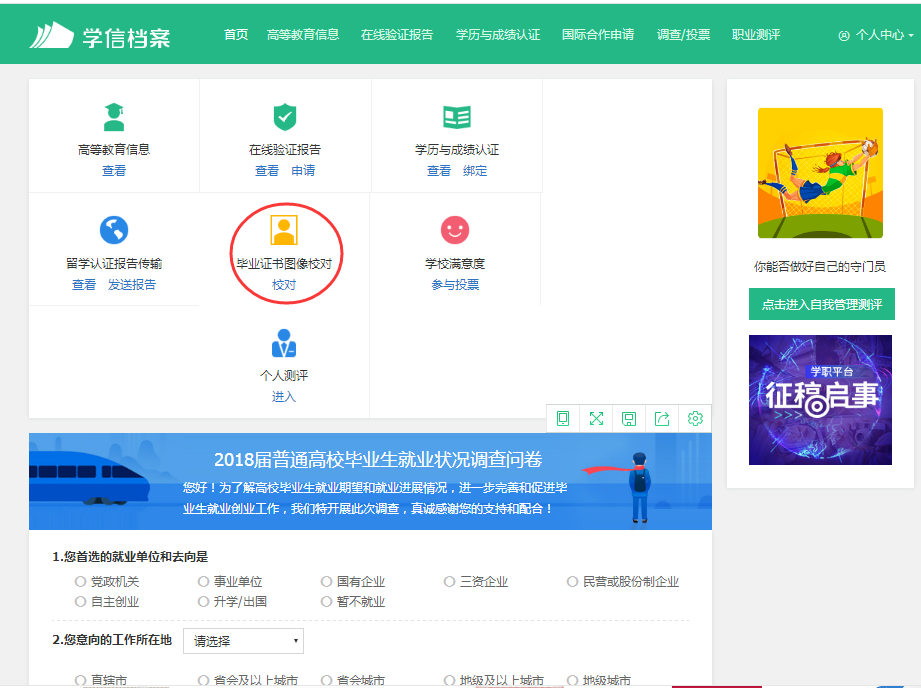 学信档案
首页 高等教育信息 在线验证报告 学历与成绩认证 国际合作申请 调查/投票 职业测评 个人中心
高等教育信息 在线验证报告 学历与成绩认证
查看 查看 申请 查看 绑定
留学认证报告传输 毕业证书图像校对 学校满意度
查看 发送报告 校对 参与投票
个人测评
进入
你能否做好自己的守门员
点击进入自我管理测评
学职平台
征稿启事
>>>>
2018届普通高校毕业生就业状况调查问卷
您好！为了解高校毕业生就业期望和就业进展情况，进一步完善和促进毕
业生就业创业工作，我们特开展此次调查，真诚感谢您的支持和配合！
1.您首选的就业单位和去向是
党政机关 事业单位 国有企业 三资企业 民营或股份制企业
自主创业 升学/出国 暂不就业
2.您意向的工作所在地 请选择
直辖市 省会及以上城市 省会城市 地级及以上城市 地级城市